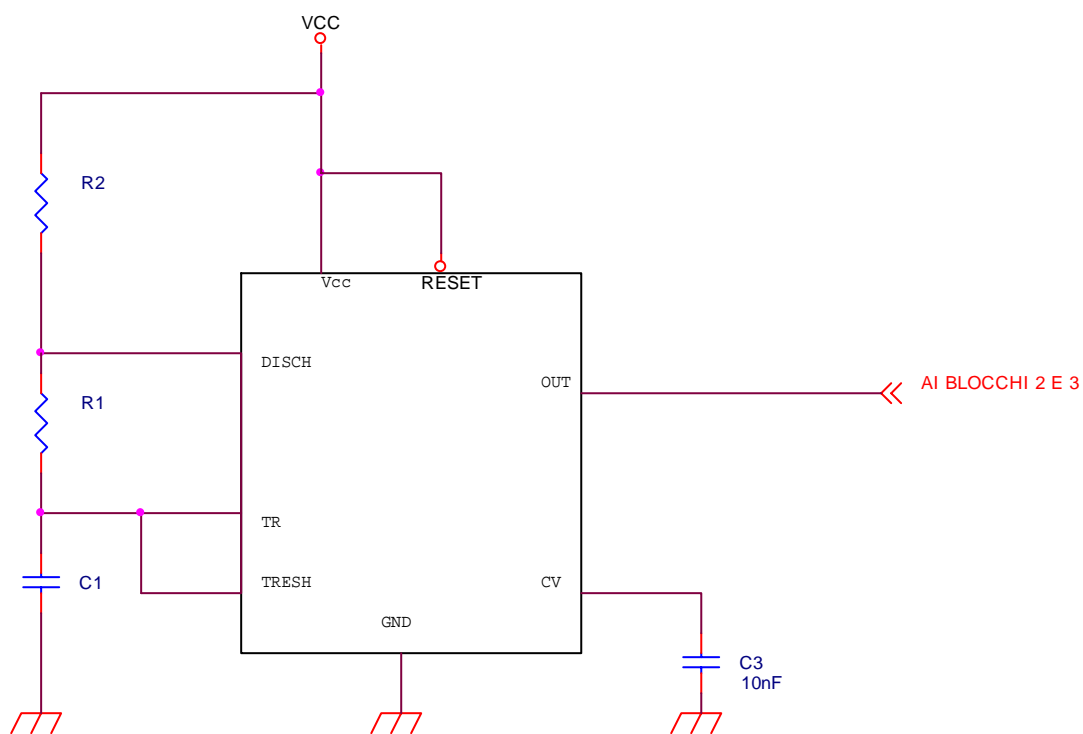 VCC
R2
Vcc
RESET
DISCH
OUT
AI BLOCCHI 2 E 3
R1
TR
C1
TRESH
CV
GND
C3
10nF